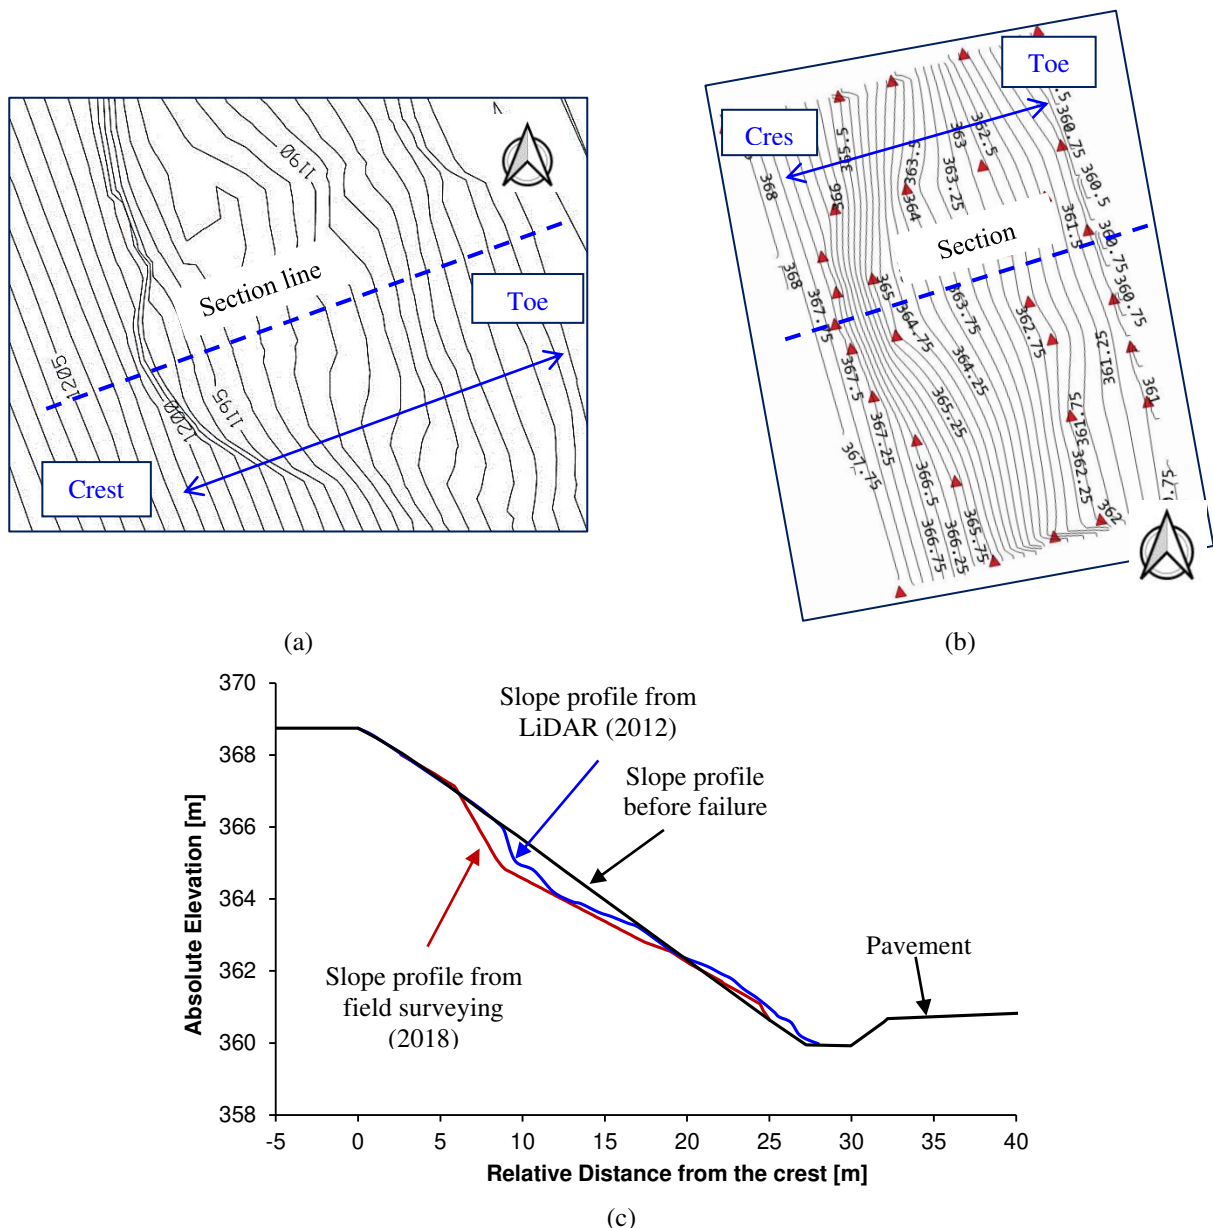 1190
Section line
Toe
1205
1200
1195
Crest
(a)
Toe
Cres
362.5
360.75
363
365.5
363.5
363.25
360.5
368
366
364
Section
361.5
360.75
368
365
360.75
367.75
363.75
364.75
362.75
361.25
364.25
367.5
361
365.25
361.75
367.25
367.75
362.25
366.5
362
365.75
366.25
366.75
(b)
370
368
366
364
362
360
358
Absolute Elevation [m]
Slope profile from
LiDAR (2012)
Slope profile
before failure
Pavement
Slope profile from
field surveying
(2018)
-5 0 5 10 15 20 25 30 35 40
Relative Distance from the crest [m]
(c)